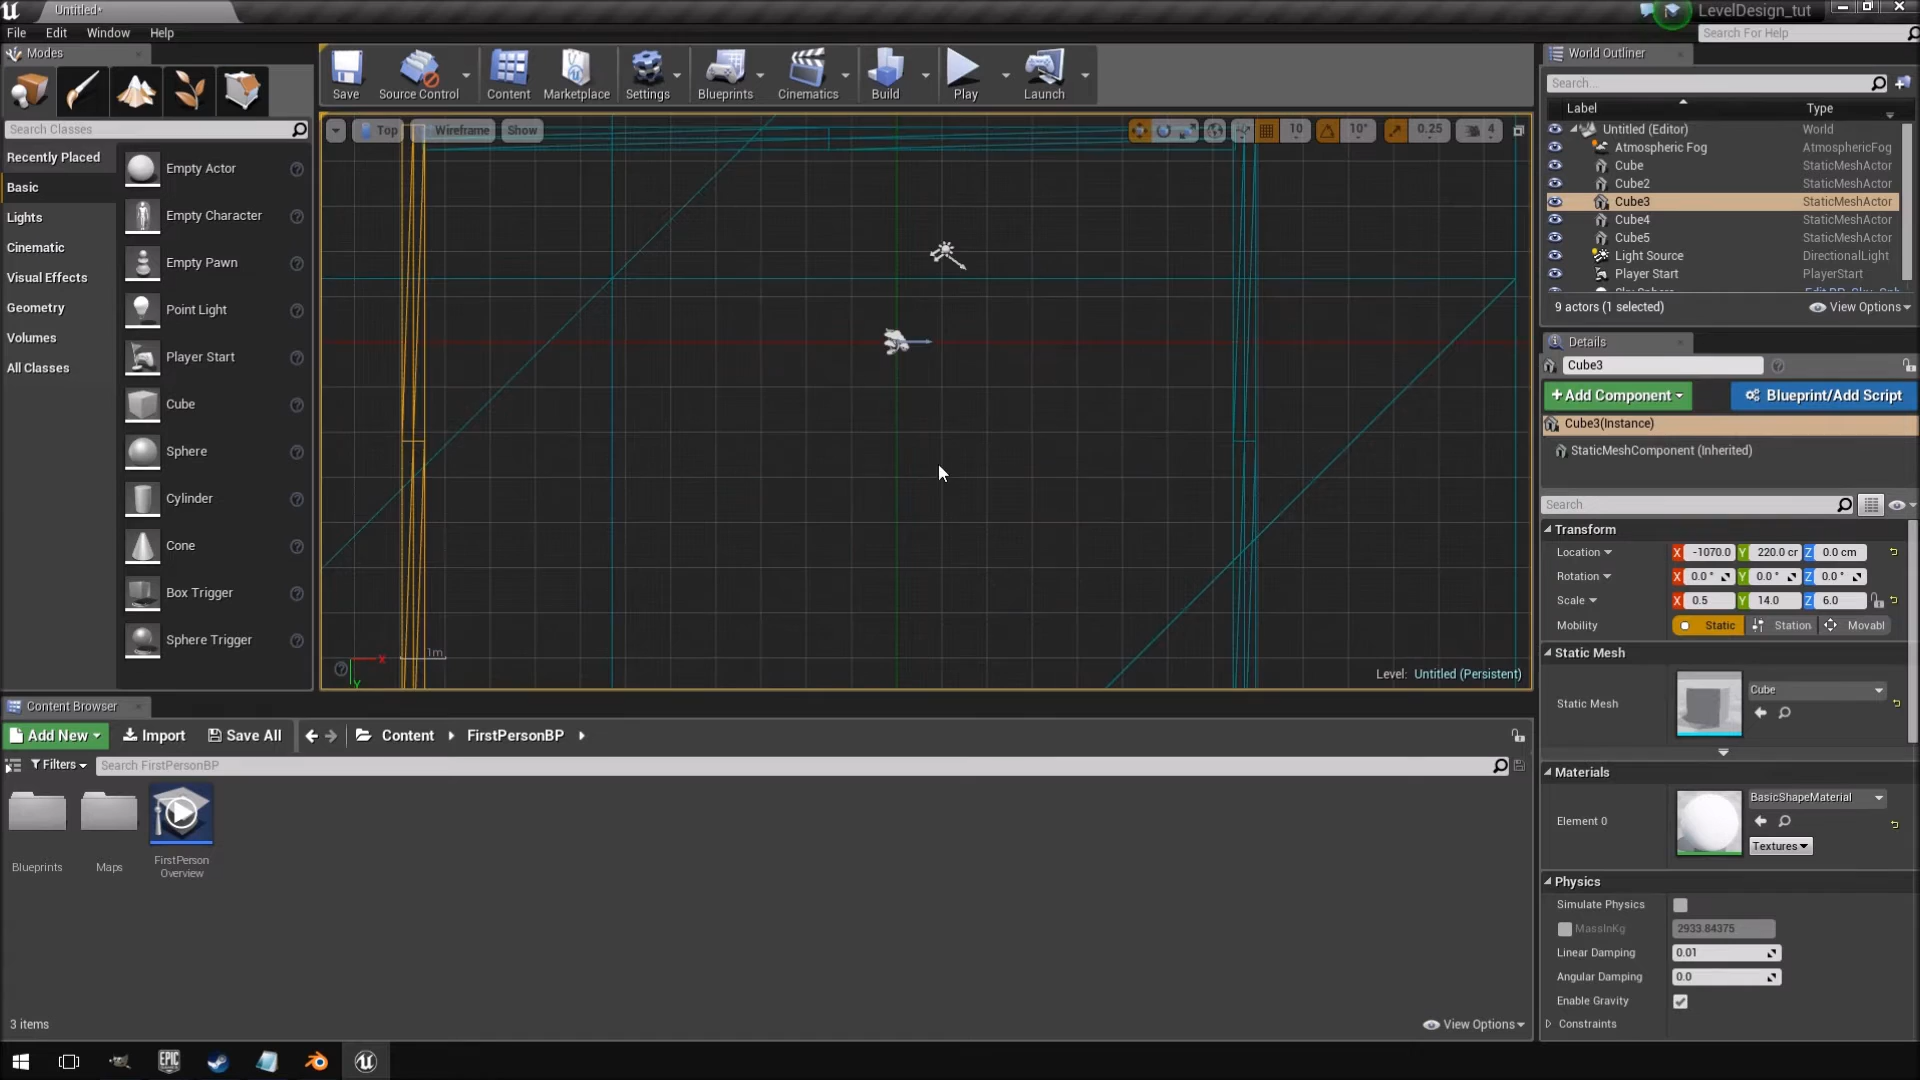 Untitled*
LevelDesign_tut
File Edit Window Help
Search For Help
Modes
Search Classes
Recently Placed
Basic
Lights
Cinematic
Visual Effects
Geometry
Volumes
All Classes
Empty Actor
Empty Character
Empty Pawn
Point Light
Player Start
Cube
Sphere
Cylinder
Cone
Box Trigger
Sphere Trigger
Save Source Control Content Marketplace Settings Blueprints Cinematics Build Play Launch
Top Wireframe Show
10 10° 0.25 4
1m
X
Y
Level: Untitled (Persistent)
World Outliner
Search...
Label Type
Untitled (Editor) World
Atmospheric Fog AtmosphericFog
Cube StaticMeshActor
Cube2 StaticMeshActor
Cube3 StaticMeshActor
Cube4 StaticMeshActor
Cube5 StaticMeshActor
Light Source DirectionalLight
Player Start PlayerStart
9 actors (1 selected) View Options
Details
Cube3
+Add Component Blueprint/Add Script
Cube3(Instance)
StaticMeshComponent (Inherited)
Search
Transform
Location X -1070.0 Y 220.0 cr Z 0.0 cm
Rotation X 0.0 ° Y 0.0 ° Z 0.0 °
Scale X 0.5 Y 14.0 Z 6.0
Mobility Static Station Movabl
Static Mesh
Static Mesh Cube
Materials
Element 0 BasicShapeMaterial
Textures
Physics
Simulate Physics
MassInKg 2933.84375
Linear Damping 0.01
Angular Damping 0.0
Enable Gravity
Constraints
Content Browser
Add New Import Save All Content FirstPersonBP
Filters Search FirstPersonBP
Blueprints
Maps
FirstPerson
Overview
3 items View Options
EPIC